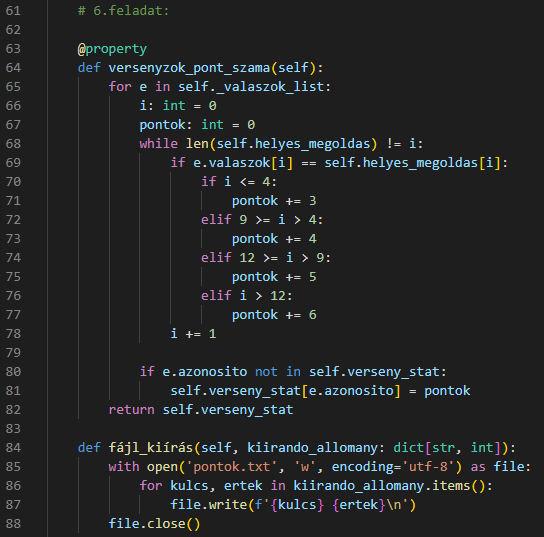 61 # 6.feladat:
62
63 @property
64 def versenyzok_pont_szama(self):
65     for e in self._valaszok_list:
66         i: int = 0
67         pontok: int = 0
68         while len(self.helyes_megoldas) != i:
69             if e.valaszok[i] == self.helyes_megoldas[i]:
70                 if i <= 4:
71                     pontok += 3
72                 elif 9 >= i > 4:
73                     pontok += 4
74                 elif 12 >= i > 9:
75                     pontok += 5
76                 elif i > 12:
77                     pontok += 6
78             i += 1
79
80         if e.azonosito not in self.verseny_stat:
81             self.verseny_stat[e.azonosito] = pontok
82     return self.verseny_stat
83
84 def fájl_kiírás(self, kiirando_allomany: dict[str, int]):
85     with open('pontok.txt', 'w', encoding='utf-8') as file:
86         for kulcs, ertek in kiirando_allomany.items():
87             file.write(f'{kulcs} {ertek}\n')
88     file.close()